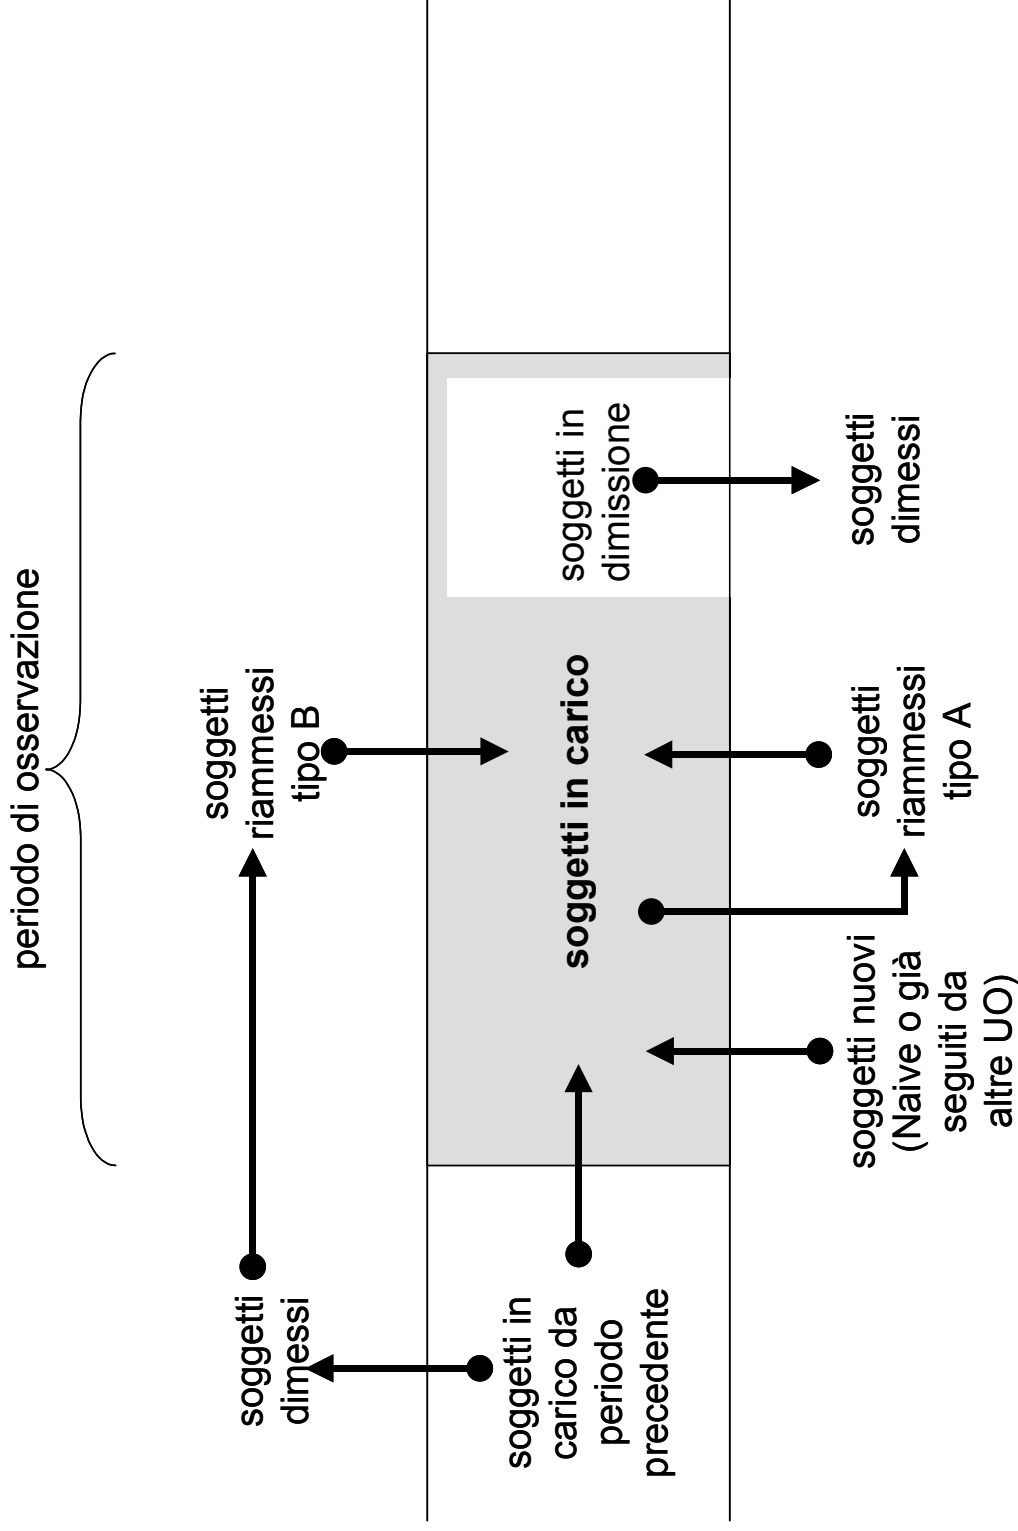 periodo di osservazione
soggetti
dimessi
soggetti
riammessi
tipo B
soggetti in
carico da
periodo
precedente
soggetti in carico
soggetti in
dimissione
soggetti nuovi
(Naive o già
seguiti da
altre UO)
soggetti
riammessi
tipo A
soggetti
dimessi